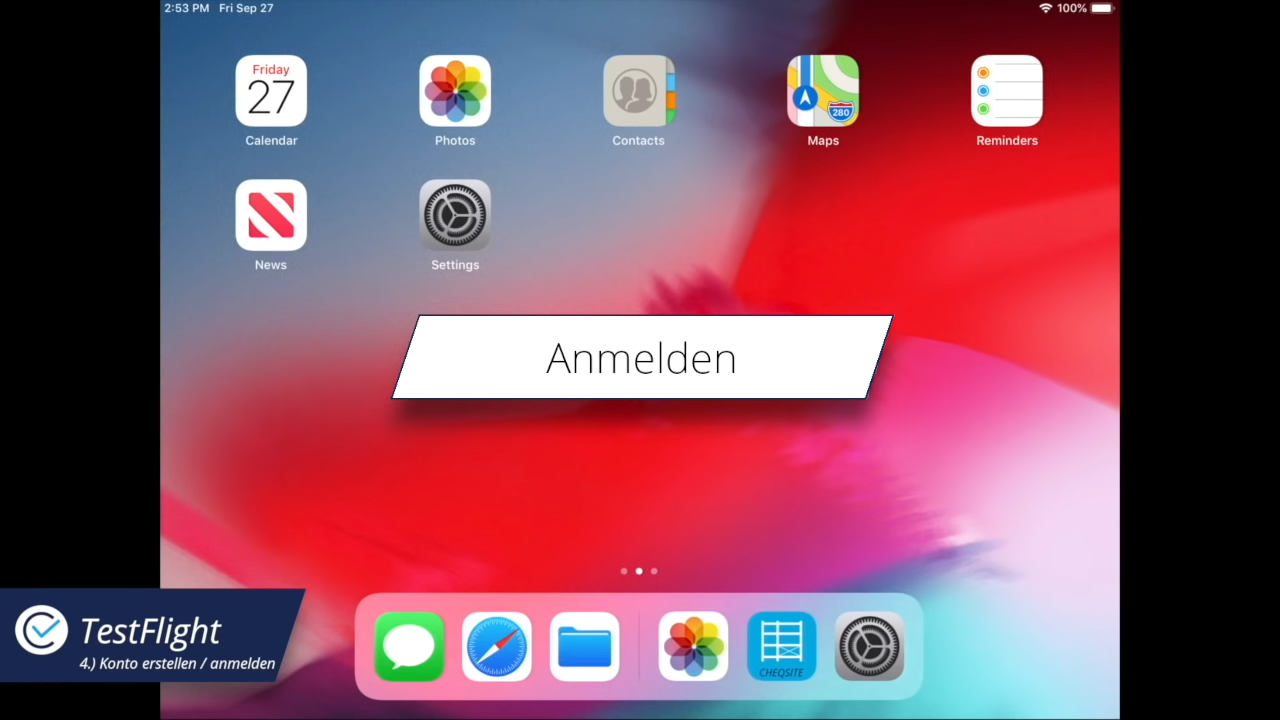 2:53 PM Fri Sep 27
100%
Friday
27
280
Calendar
Photos
Contacts
Maps
Reminders
News
Settings
Anmelden
TestFlight
4.) Konto erstellen / anmelden
CHEQSITE